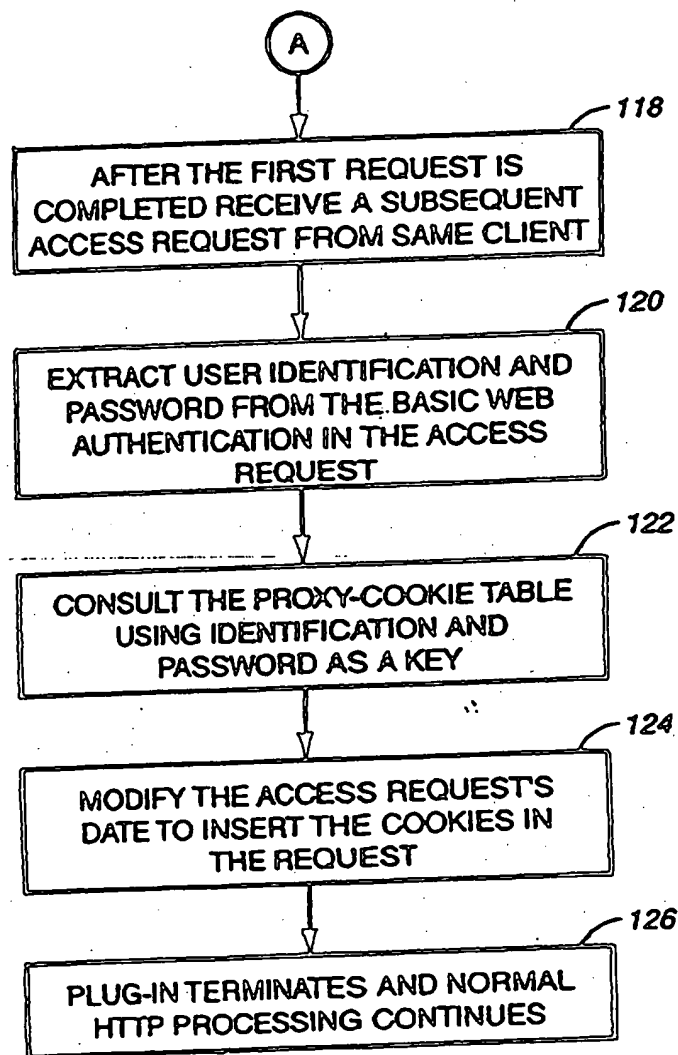 A
118
AFTER THE FIRST REQUEST IS
COMPLETED RECEIVE A SUBSEQUENT
ACCESS REQUEST FROM SAME CLIENT
120
EXTRACT USER IDENTIFICATION AND
PASSWORD FROM THE BASIC WEB
AUTHENTICATION IN THE ACCESS
REQUEST
122
CONSULT THE PROXY-COOKIE TABLE
USING IDENTIFICATION AND
PASSWORD AS A KEY
124
MODIFY THE ACCESS REQUEST'S
DATE TO INSERT THE COOKIES IN
THE REQUEST
126
PLUG-IN TERMINATES AND NORMAL
HTTP PROCESSING CONTINUES